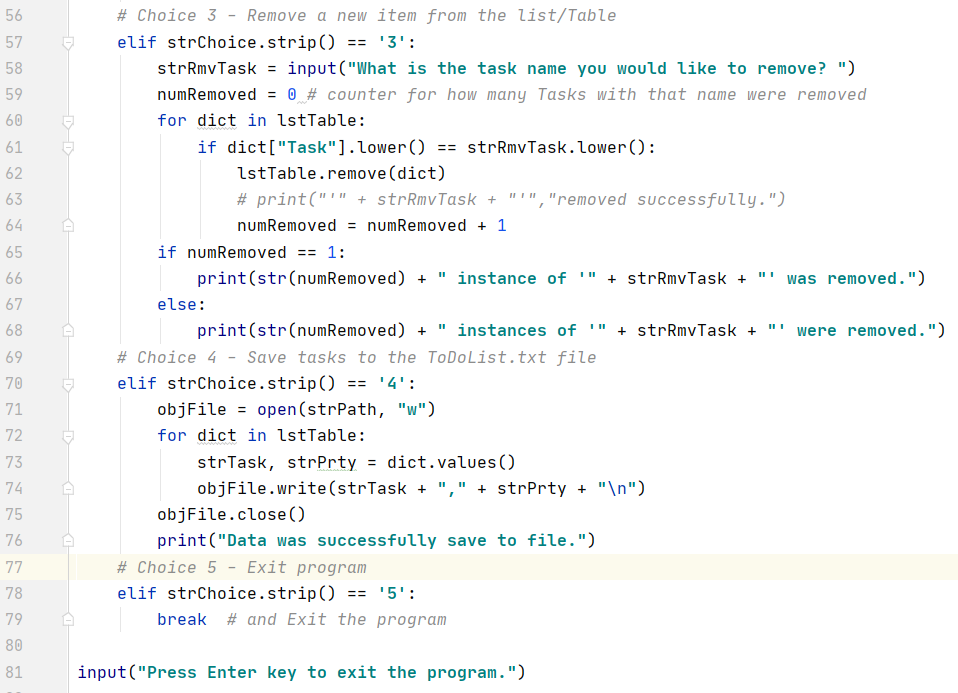 56 # Choice 3 - Remove a new item from the list/Table
57 elif strChoice.strip() == '3':
58 strRmvTask = input("What is the task name you would like to remove? ")
59 numRemoved = 0 # counter for how many Tasks with that name were removed
60 for dict in lstTable:
61 if dict["Task"].lower() == strRmvTask.lower():
62 lstTable.remove(dict)
63 # print("'" + strRmvTask + "'","removed successfully.")
64 numRemoved = numRemoved + 1
65 if numRemoved == 1:
66 print(str(numRemoved) + " instance of '" + strRmvTask + "' was removed.")
67 else:
68 print(str(numRemoved) + " instances of '" + strRmvTask + "' were removed.")
69 # Choice 4 - Save tasks to the ToDoList.txt file
70 elif strChoice.strip() == '4':
71 objFile = open(strPath, "w")
72 for dict in lstTable:
73 strTask, strPrty = dict.values()
74 objFile.write(strTask + "," + strPrty + "\n")
75 objFile.close()
76 print("Data was successfully save to file.")
77 # Choice 5 - Exit program
78 elif strChoice.strip() == '5':
79 break # and Exit the program
80
81 input("Press Enter key to exit the program.")